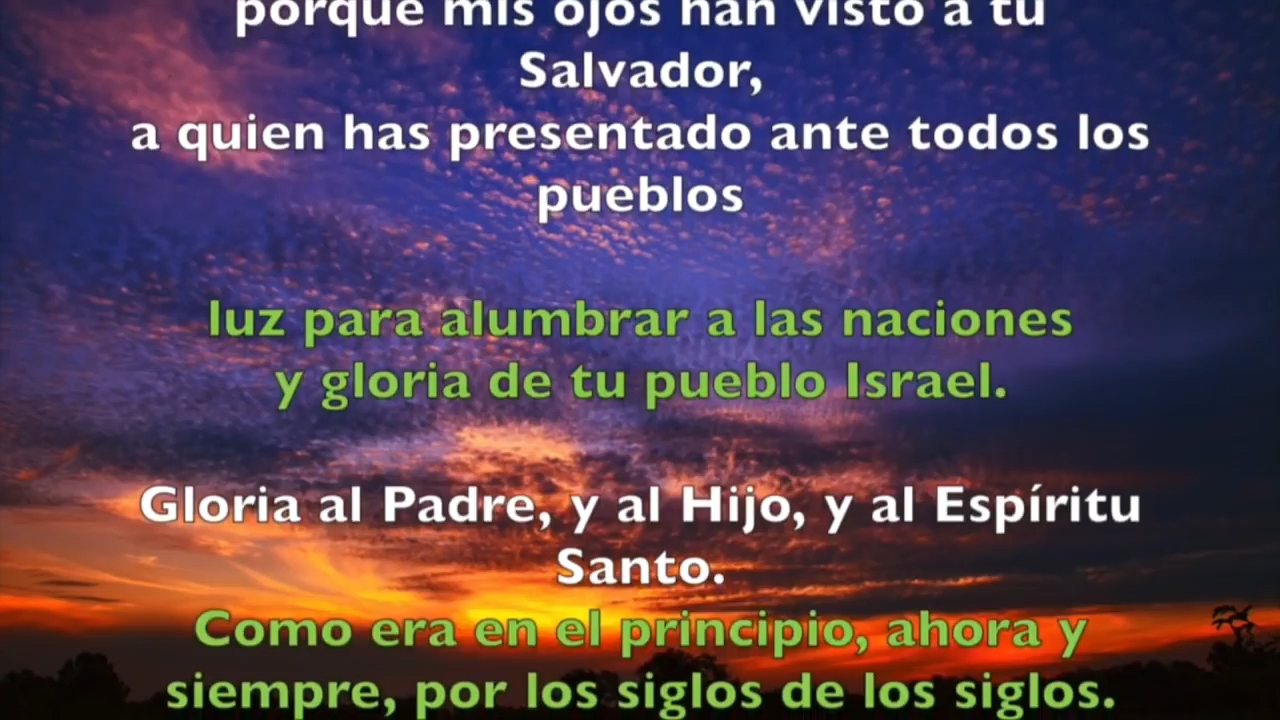 porque mis ojos han visto a tu
Salvador,
a quien has presentado ante todos los
pueblos
luz para alumbrar a las naciones
y gloria de tu pueblo Israel.
Gloria al Padre, y al Hijo, y al Espíritu
Santo.
Como era en el principio, ahora y
siempre, por los siglos de los siglos.